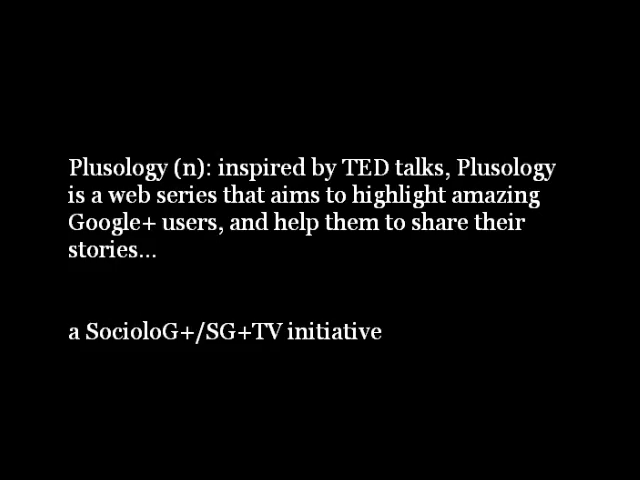 Plusology (n): inspired by TED talks, Plusology
is a web series that aims to highlight amazing
Google+ users, and help them to share their
stories...
a SocioloG+/SG+TV initiative